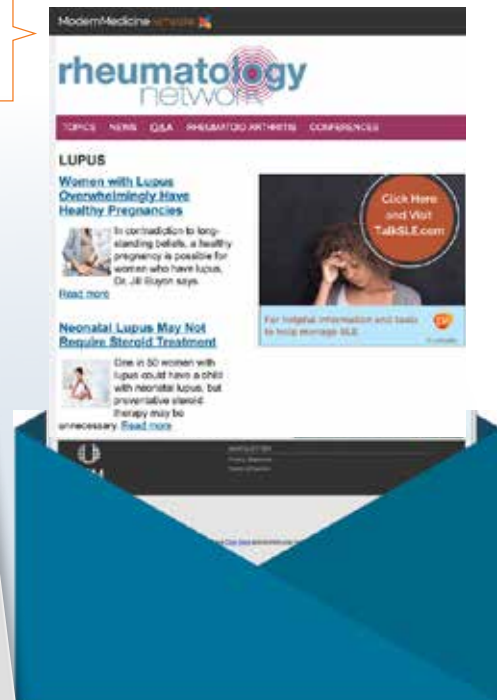 ModernMedicine
rheumatology
network
TOPICS NEWS Q&A RHEUMATOID ARTHRITIS CONFERENCES
LUPUS
Women with Lupus
Overwhelmingly Have
Healthy Pregnancies
In contradiction to long-
standing beliefs, a healthy
pregnancy is possible for
women who have lupus,
Dr. Jill Buyon says.
Read more
Click Here
and Visit
TalkSLE.com
For helpful information and tools
to help manage SLE
Neonatal Lupus May Not
Require Steroid Treatment
One in 50 women with
lupus could have a child
with neonatal lupus, but
preventative steroid
therapy may be
unnecessary. Read more